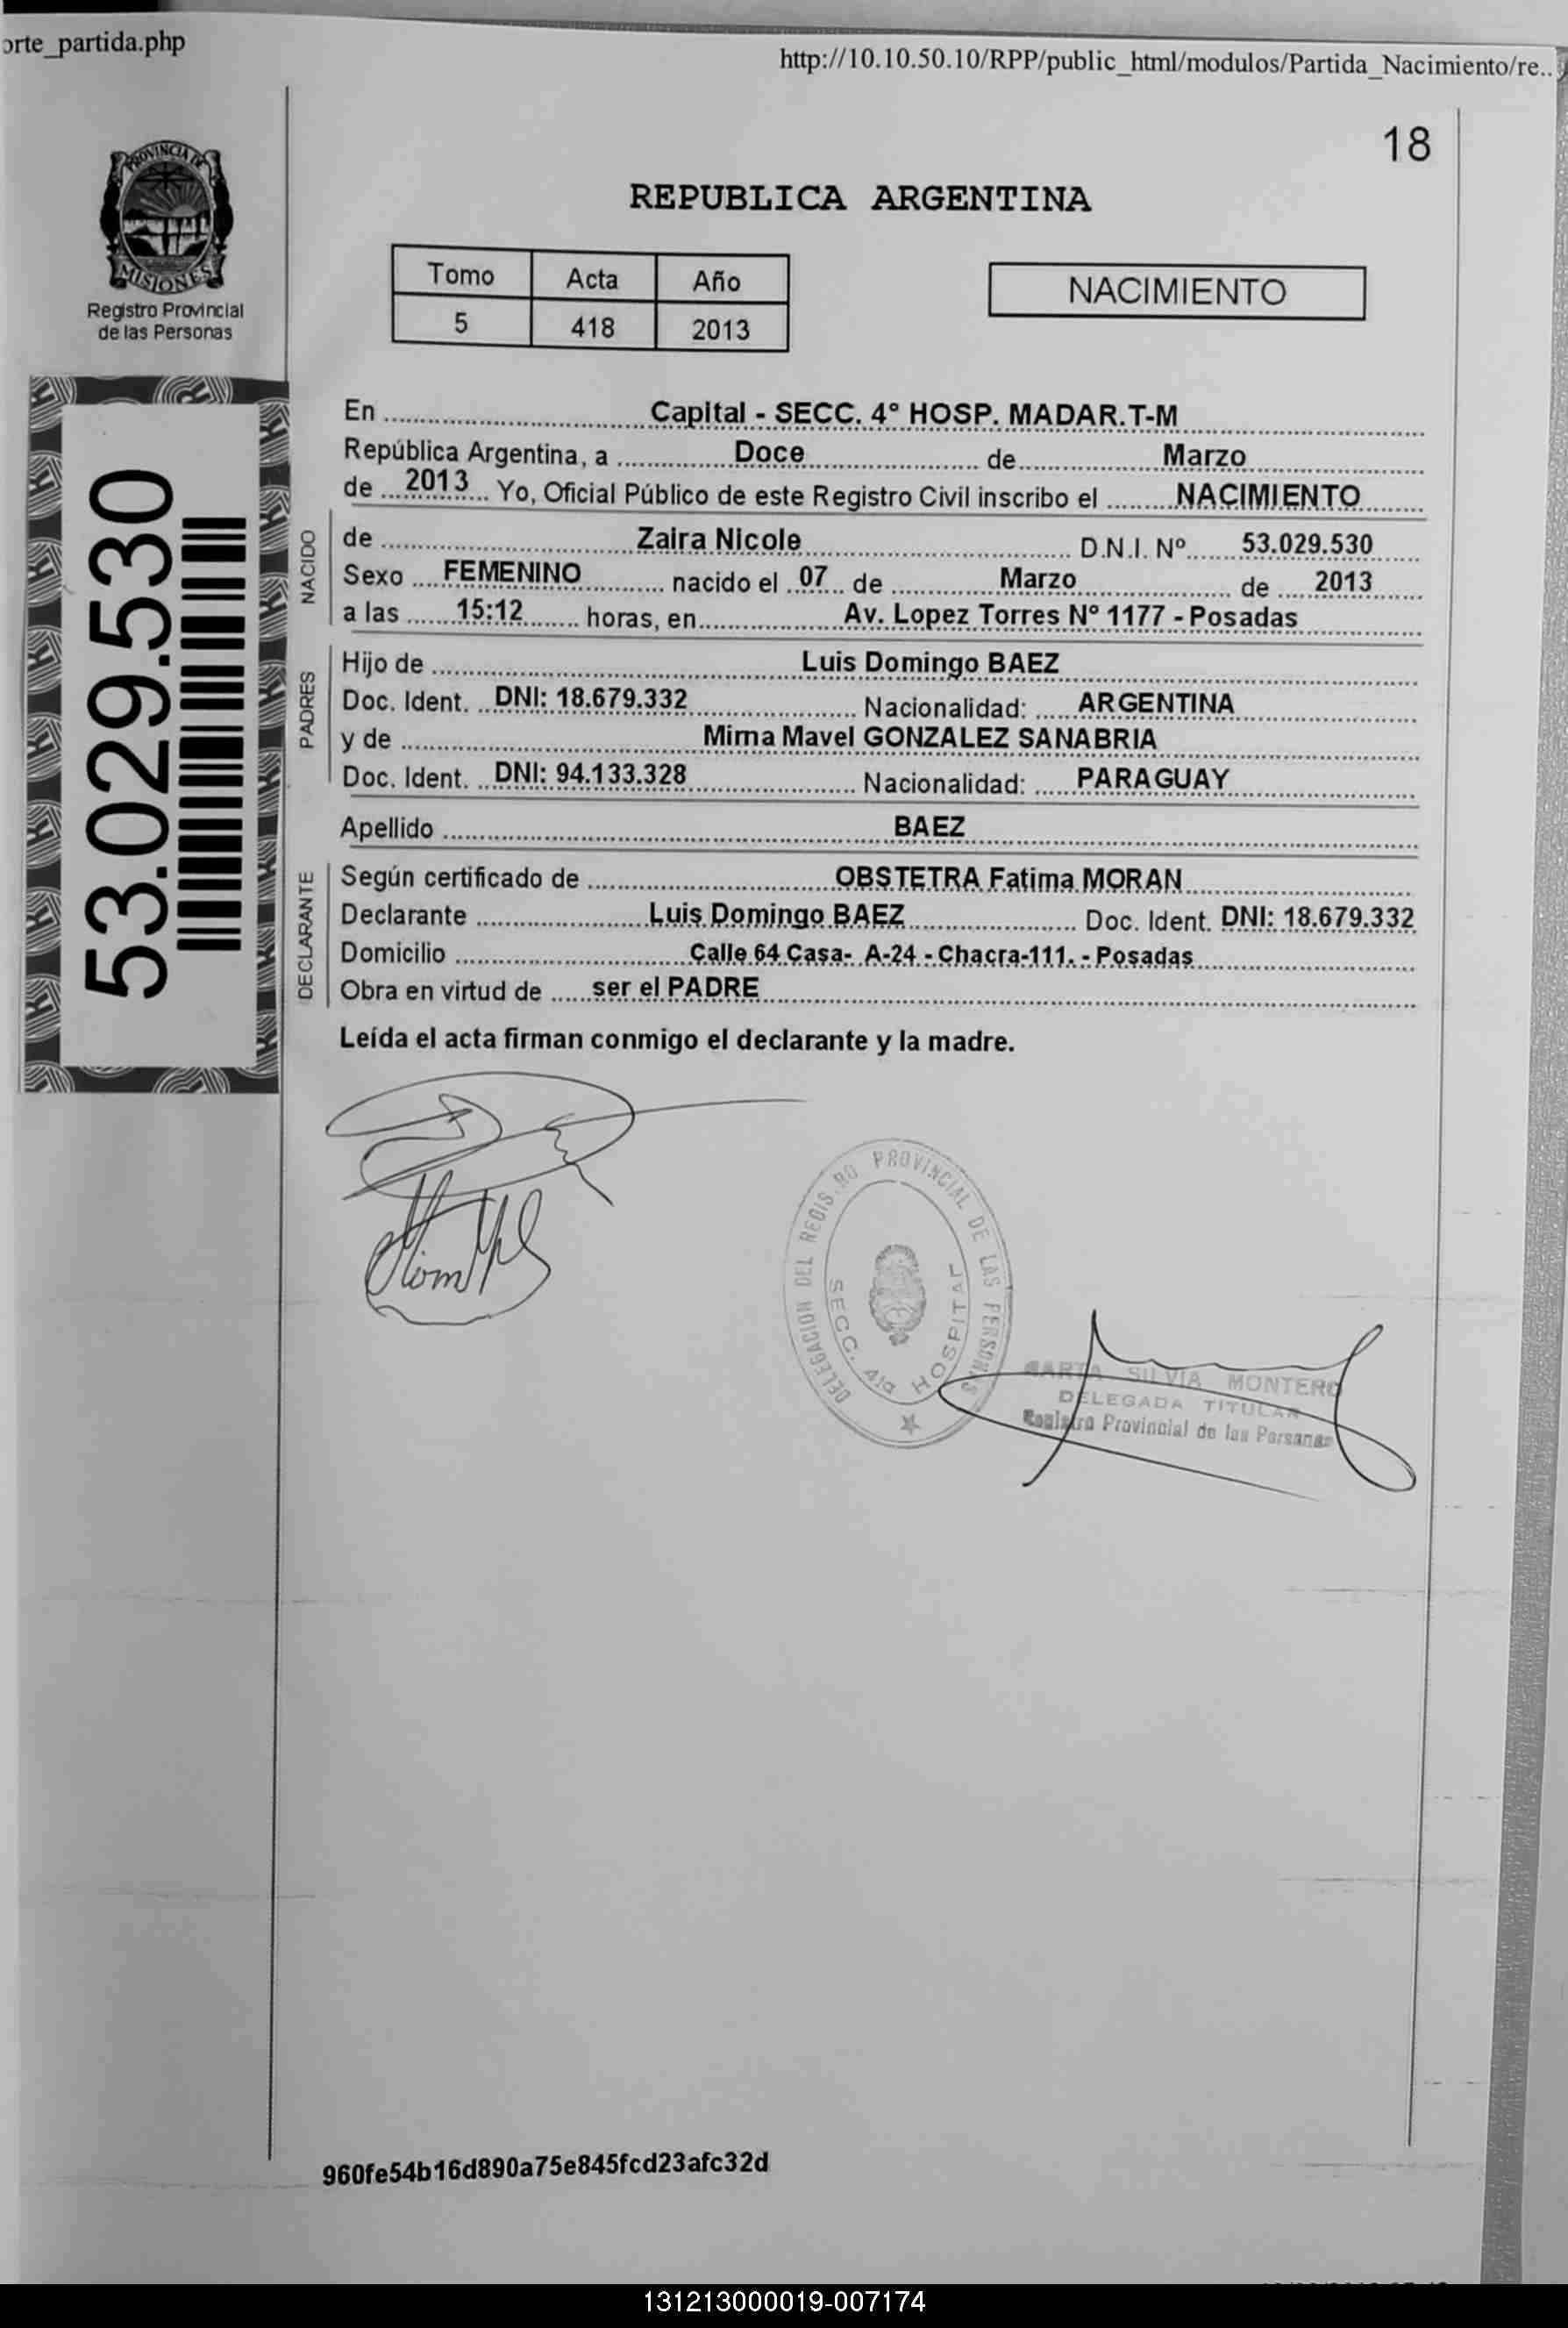 orte_partida.php
http://10.10.50.10/RPP/public_html/modulos/Partida_Nacimiento/re..
18
PROVINCIA DE
MISIONES
Registro Provincial
de las Personas
REPUBLICA ARGENTINA
Tomo Acta Año
5 418 2013
NACIMIENTO
53.029.530
En Capital - SECC. 4° HOSP. MADAR.T-M
República Argentina, a Doce de Marzo
de 2013 Yo, Oficial Público de este Registro Civil inscribo el NACIMIENTO
NACIDO
de Zaira Nicole D.N.I. Nº 53.029.530
Sexo FEMENINO nacido el 07 de Marzo de 2013
a las 15:12 horas, en Av. Lopez Torres Nº 1177 - Posadas
PADRES
Hijo de Luis Domingo BAEZ
Doc. Ident. DNI: 18.679.332 Nacionalidad: ARGENTINA
y de Mirna Mavel GONZALEZ SANABRIA
Doc. Ident. DNI: 94.133.328 Nacionalidad: PARAGUAY
Apellido BAEZ
DECLARANTE
Según certificado de OBSTETRA Fatima MORAN
Declarante Luis Domingo BAEZ Doc. Ident. DNI: 18.679.332
Domicilio Calle 64 Casa- A-24 - Chacra-111. - Posadas
Obra en virtud de ser el PADRE
Leída el acta firman conmigo el declarante y la madre.
DELEGACION DEL REGIS RO PROVINCIAL DE LAS PERSONAS
SECC. 4ta HOSPITAL
MARTA SILVIA MONTERO
DELEGADA TITULAR
Registro Provincial de las Personas
960fe54b16d890a75e845fcd23afc32d
131213000019-007174